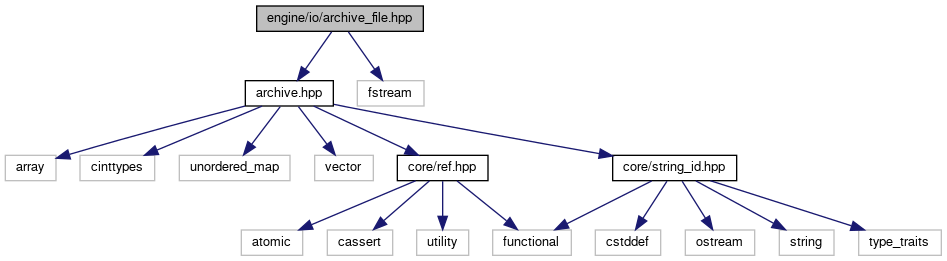 engine/io/archive_file.hpp
archive.hpp
fstream
array
cinttypes
unordered_map
vector
core/ref.hpp
core/string_id.hpp
atomic
cassert
utility
functional
cstddef
ostream
string
type_traits